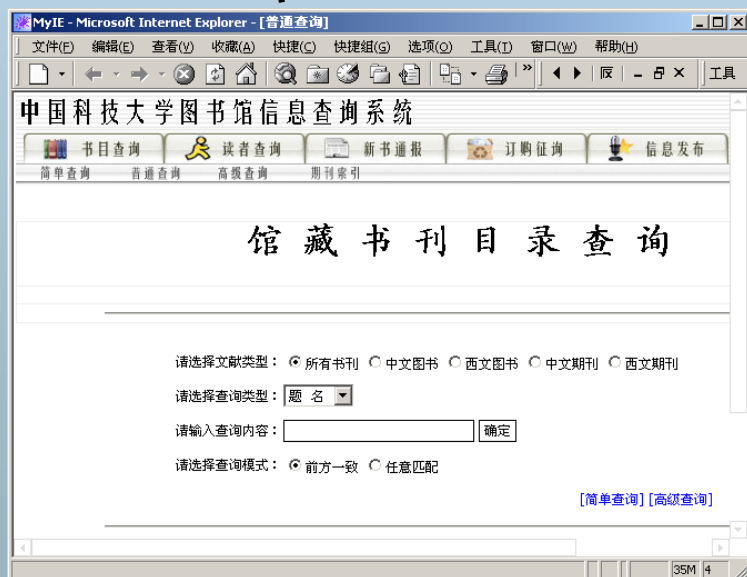 MyIE - Microsoft Internet Explorer - [普通查询]
文件(F) 编辑(E) 查看(V) 收藏(A) 快捷(C) 快捷组(G) 选项(O) 工具(T) 窗口(W) 帮助(H)
» 仮 工具
中国科技大学图书馆信息查询系统
书目查询 读者查询 新书通报 订购征询 信息发布
简单查询 普通查询 高级查询 期刊索引
馆藏书刊目录查询
请选择文献类型： 所有书刊 中文图书 西文图书 中文期刊 西文期刊
请选择查询类型： 题 名
请输入查询内容： 确定
请选择查询模式： 前方一致 任意匹配
[简单查询] [高级查询]
35M 4